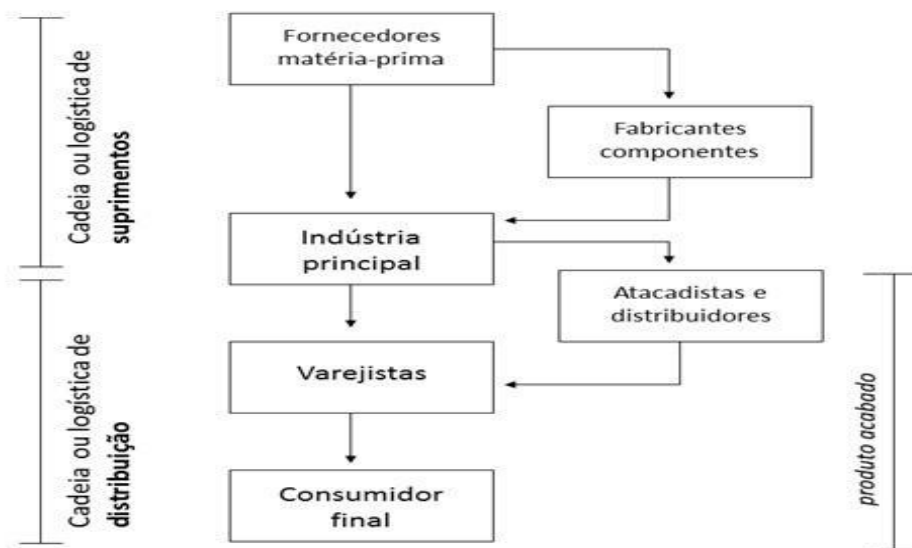 Fornecedores
matéria-prima
Fabricantes
componentes
Indústria
principal
Atacadistas e
distribuidores
Varejistas
Consumidor
final
Cadeia ou logística de
suprimentos
Cadeia ou logística de
distribuição
produto acabado